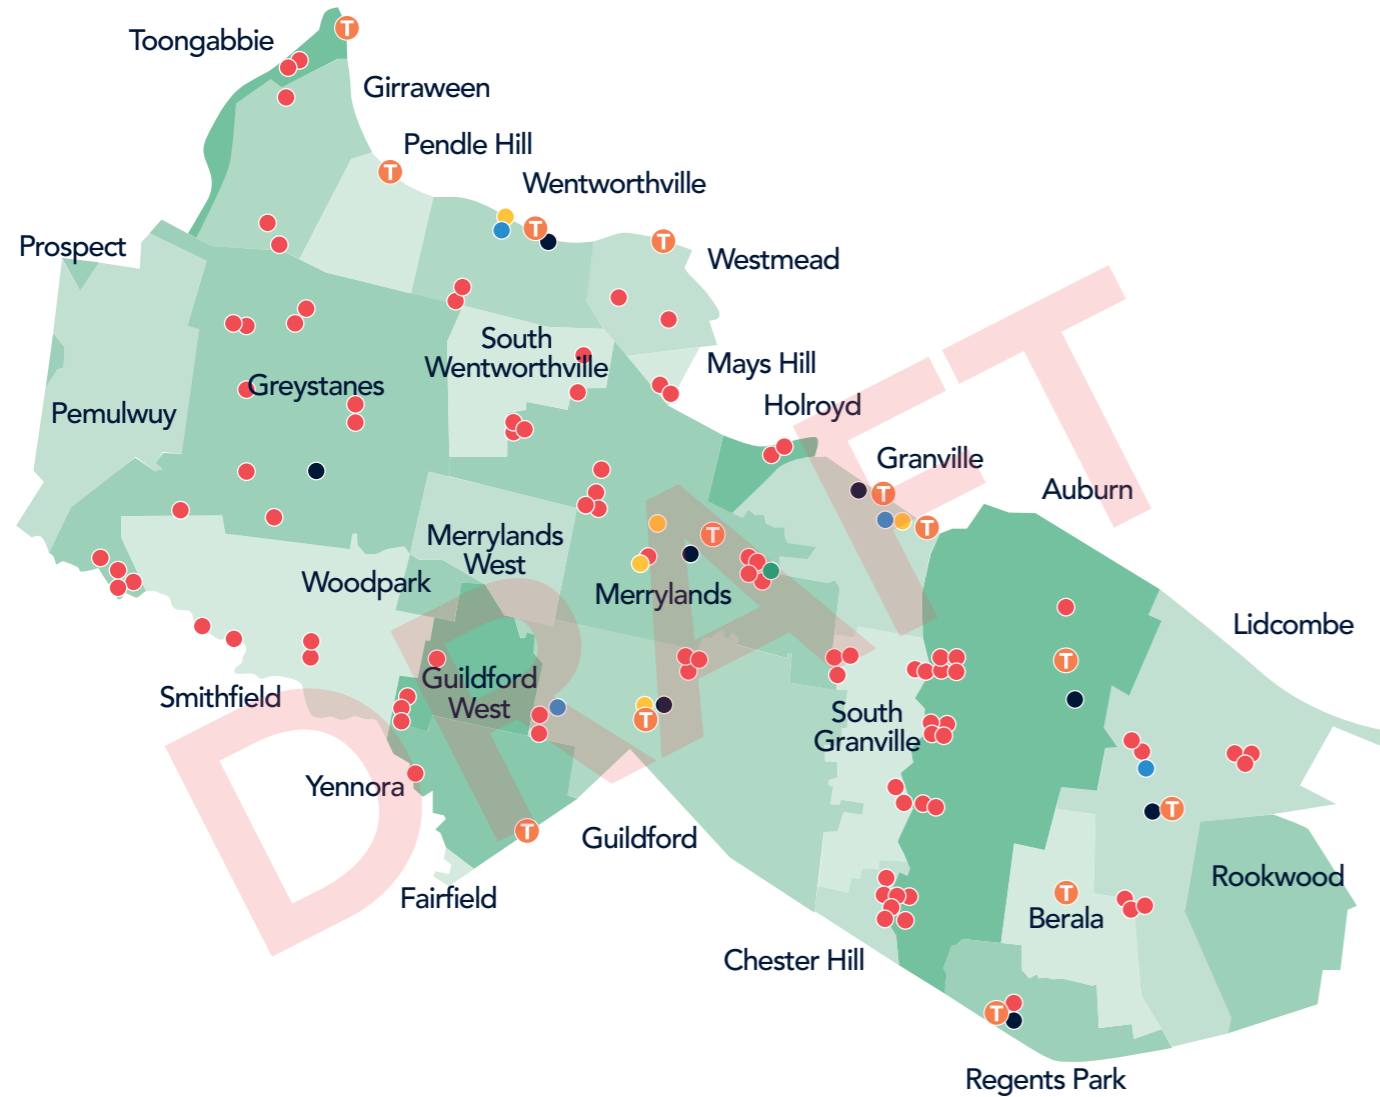 T
Toongabbie
Girraween
Pendle Hill
T
Wentworthville
T
T
Prospect
Westmead
South
Wentworthville
Mays Hill
Greystanes
Holroyd
Pemulwuy
Granville
T
Auburn
T
Merrylands
West
T
Woodpark
Merrylands
Lidcombe
T
Guildford
West
Smithfield
T
South
Granville
Yennora
T
T
Guildford
Rookwood
Fairfield
T
Berala
Chester Hill
T
Regents Park
DRAFT